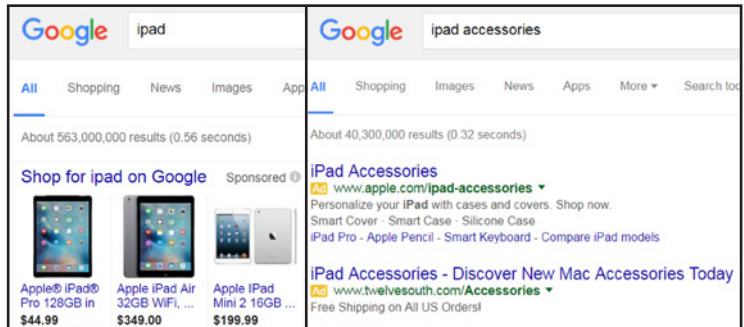 Google ipad
All Shopping News Images App
About 563,000,000 results (0.56 seconds)
Shop for ipad on Google Sponsored
Apple® iPad® Pro 128GB in
$44.99
Apple iPad Air 32GB WiFi, ...
$349.00
Apple IPad Mini 2 16GB ...
$199.99
Google ipad accessories
All Shopping Images News Apps More Search too
About 40,300,000 results (0.32 seconds)
iPad Accessories
Ad www.apple.com/ipad-accessories
Personalize your iPad with cases and covers. Shop now.
Smart Cover · Smart Case · Silicone Case
iPad Pro - Apple Pencil - Smart Keyboard - Compare iPad models
iPad Accessories - Discover New Mac Accessories Today
Ad www.twelvesouth.com/Accessories
Free Shipping on All US Orders!